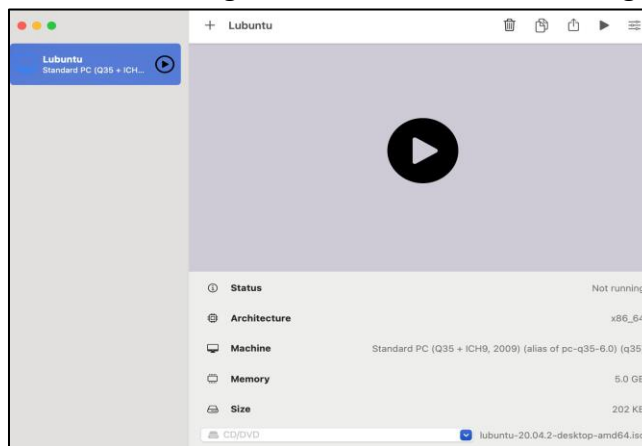 + Lubuntu
Lubuntu
Standard PC (Q35 + ICH...
Status Not running
Architecture x86_64
Machine Standard PC (Q35 + ICH9, 2009) (alias of pc-q35-6.0) (q35
Memory 5.0 GB
Size 202 KB
CD/DVD lubuntu-20.04.2-desktop-amd64.iso